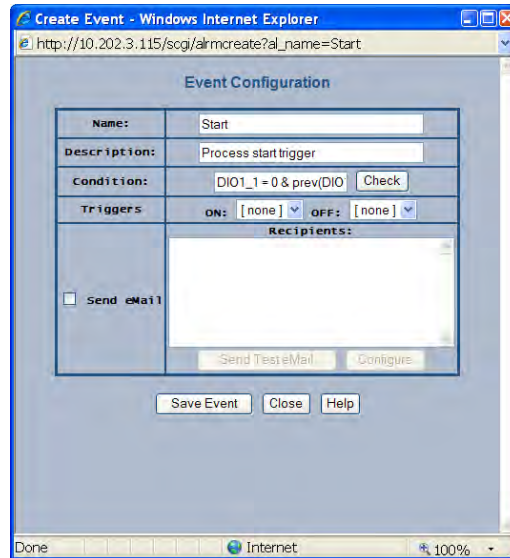 Create Event - Windows Internet Explorer
http://10.202.3.115/scgi/alrmcreate?al_name=Start
Event Configuration
Name: Start
Description: Process start trigger
Condition: DIO1_1 = 0 & prev(DIO Check
Triggers ON: [ none ] OFF: [ none ]
Recipients:
Send eMail
Send Test eMail Configure
Save Event Close Help
Done Internet 100%